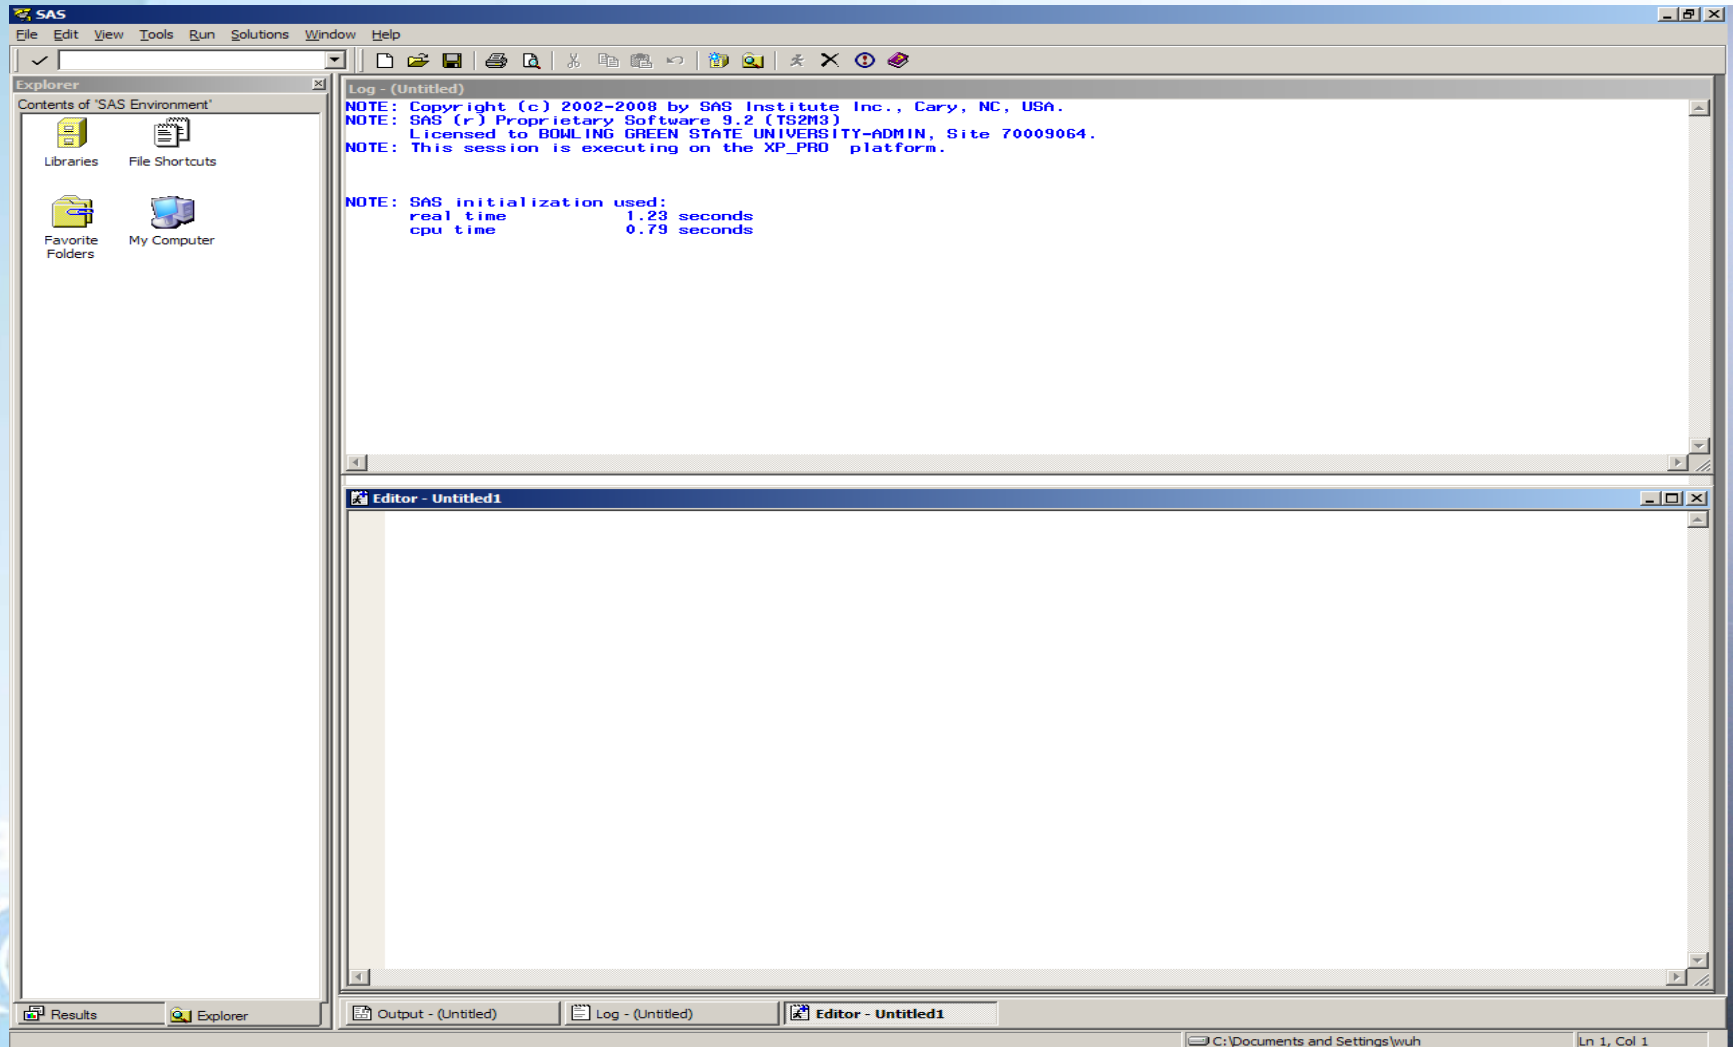 SAS
File Edit View Tools Run Solutions Window Help
Explorer
Contents of 'SAS Environment'
Libraries File Shortcuts
Favorite Folders
My Computer
Log - (Untitled)
NOTE: Copyright (c) 2002-2008 by SAS Institute Inc., Cary, NC, USA.
NOTE: SAS (r) Proprietary Software 9.2 (TS2M3)
Licensed to BOWLING GREEN STATE UNIVERSITY-ADMIN, Site 70009064.
NOTE: This session is executing on the XP_PRO platform.
NOTE: SAS initialization used:
real time 1.23 seconds
cpu time 0.79 seconds
Editor - Untitled1
Results Explorer
Output - (Untitled) Log - (Untitled) Editor - Untitled1
C:\Documents and Settings\wuh Ln 1, Col 1